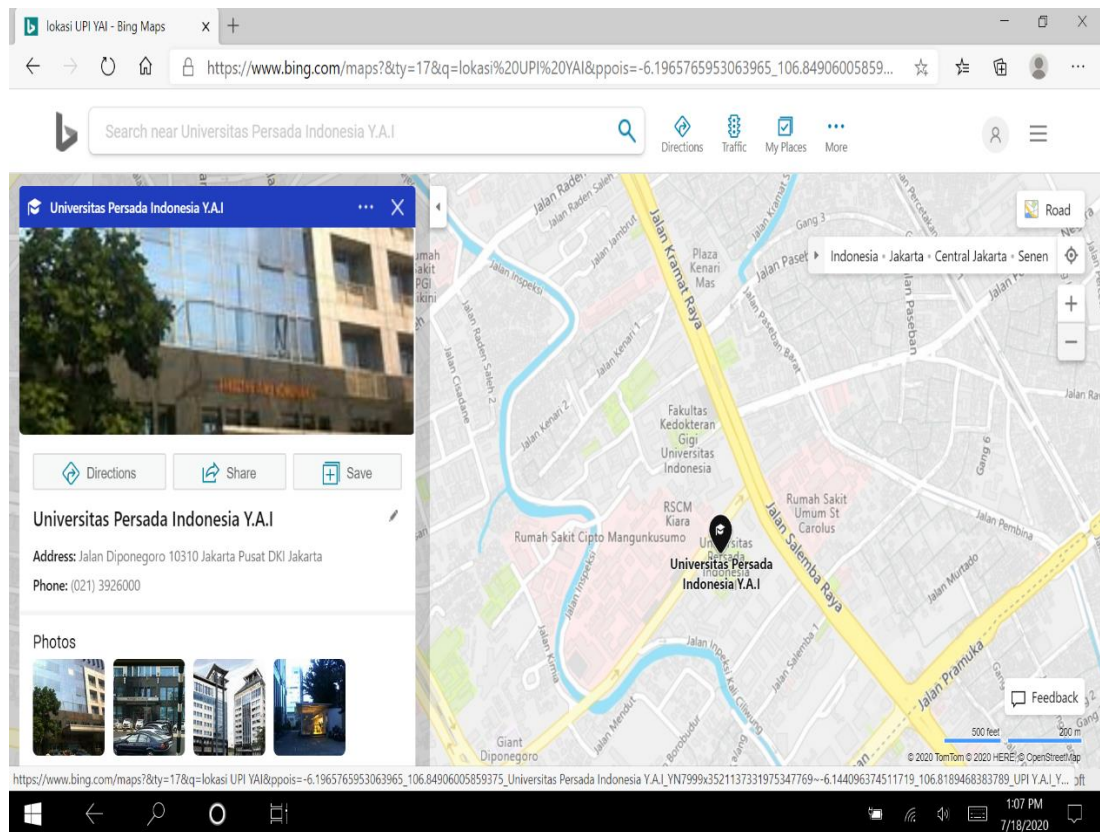 lokasi UPI YAI - Bing Maps
https://www.bing.com/maps?&ty=17&q=lokasi%20UPI%20YAI&ppois=-6.1965765953063965_106.84906005859...
Search near Universitas Persada Indonesia Y.A.I
Directions
Traffic
My Places
More
Universitas Persada Indonesia Y.A.I
Directions
Share
Save
Universitas Persada Indonesia Y.A.I
Address: Jalan Diponegoro 10310 Jakarta Pusat DKI Jakarta
Phone: (021) 3926000
Photos
Road
Indonesia • Jakarta • Central Jakarta • Senen
Jalan Raden Saleh
Jalan Jambrut
Jalan Kramat Raya
Gang 3
Plaza
Kenari
Mas
Jalan Inspeksi
Jalan Raden Saleh 2
Jalan Cisadane
Jalan Kenari 1
Jalan Kenari 2
Jalan Paseban Barat
Fakultas
Kedokteran
Gigi
Universitas
Indonesia
Gang 6
RSCM
Kiara
Rumah Sakit Cipto Mangunkusumo
Rumah Sakit
Umum St
Carolus
Jalan Pembina
Universitas Persada
Indonesia Y.A.I
Jalan Salemba Raya
Jalan Murtado
Jalan Inspeksi
Jalan Kimia
Jalan Salemba 1
Jalan Inpeksi Kali Ciliwung
Jalan Pramuka
Jalan Mendut
Giant
Diponegoro
Feedback
500 feet
200 m
© 2020 TomTom © 2020 HERE, © OpenStreetMap
https://www.bing.com/maps?&ty=17&q=lokasi UPI YAI&ppois=-6.1965765953063965_106.84906005859375_Universitas Persada Indonesia Y.A.I_YN7999x3521137331975347769~-6.144096374511719_106.8189468383789_UPI Y.A.I_Y...
1:07 PM
7/18/2020